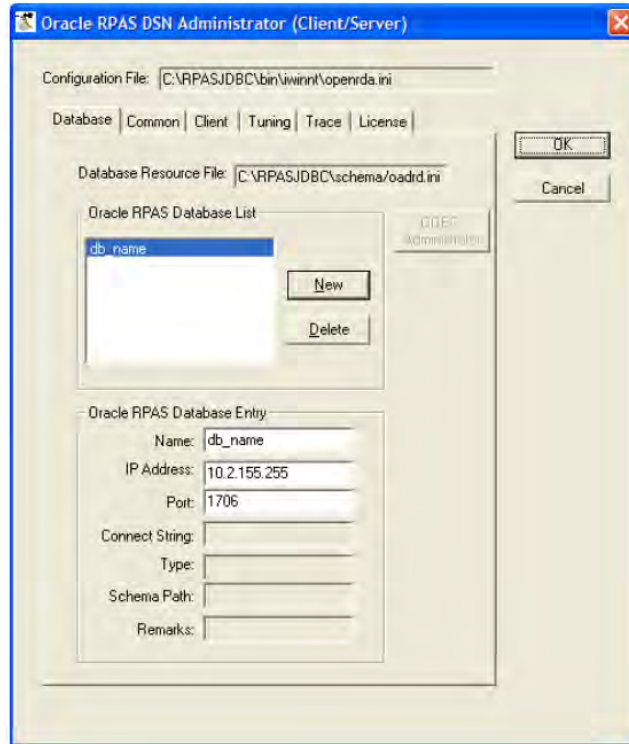 Oracle RPAS DSN Administrator (Client/Server)
Configuration File: C:\RPASJDBC\bin\iwinnt\openrda.ini
Database Common Client Tuning Trace License
OK
Cancel
Database Resource File: C:\RPASJDBC\schema/oadrd.ini
Oracle RPAS Database List
ODBC
Administrator
db_name
New
Delete
Oracle RPAS Database Entry
Name: db_name
IP Address: 10.2.155.255
Port: 1706
Connect String:
Type:
Schema Path:
Remarks: